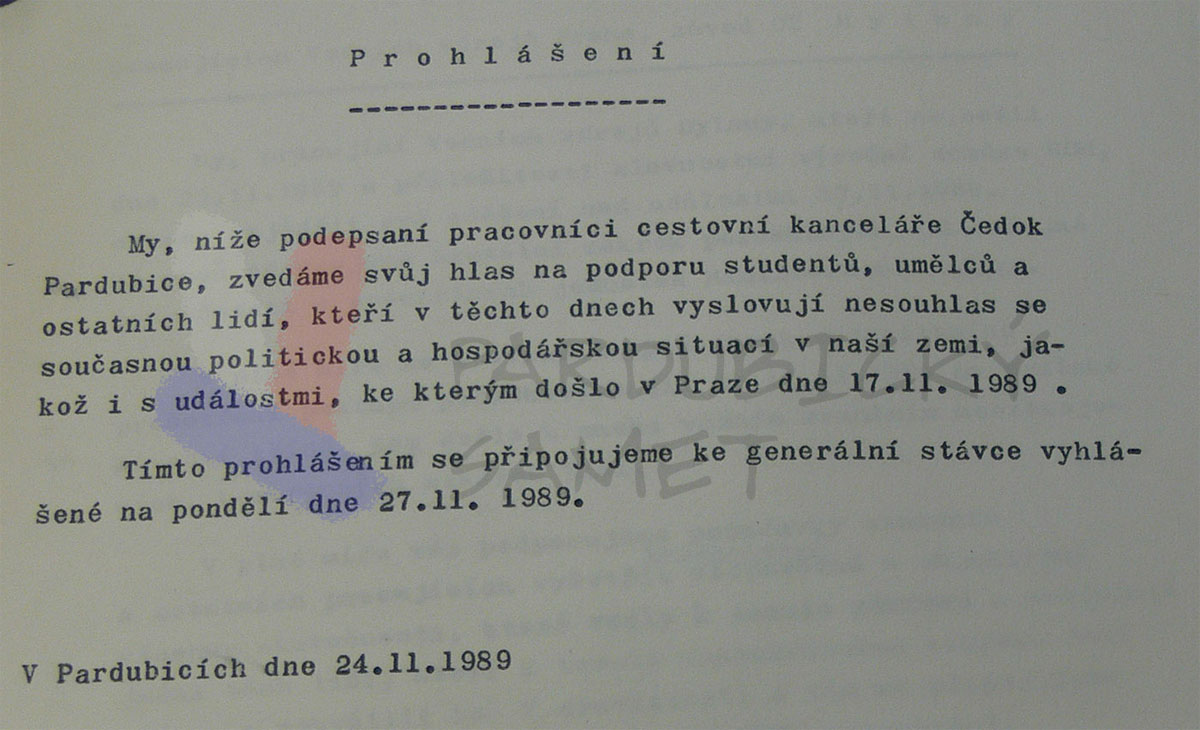 Prohlášení
-------------------
My, níže podepsaní pracovníci cestovní kanceláře Čedok
Pardubice, zvedáme svůj hlas na podporu studentů, umělců a
ostatních lidí, kteří v těchto dnech vyslovují nesouhlas se
současnou politickou a hospodářskou situací v naší zemi, ja-
kož i s událostmi, ke kterým došlo v Praze dne 17.11. 1989 .
PARDUBICKÝ
SAMET
Tímto prohlášením se připojujeme ke generální stávce vyhlá-
šené na pondělí dne 27.11. 1989.
V Pardubicích dne 24.11.1989